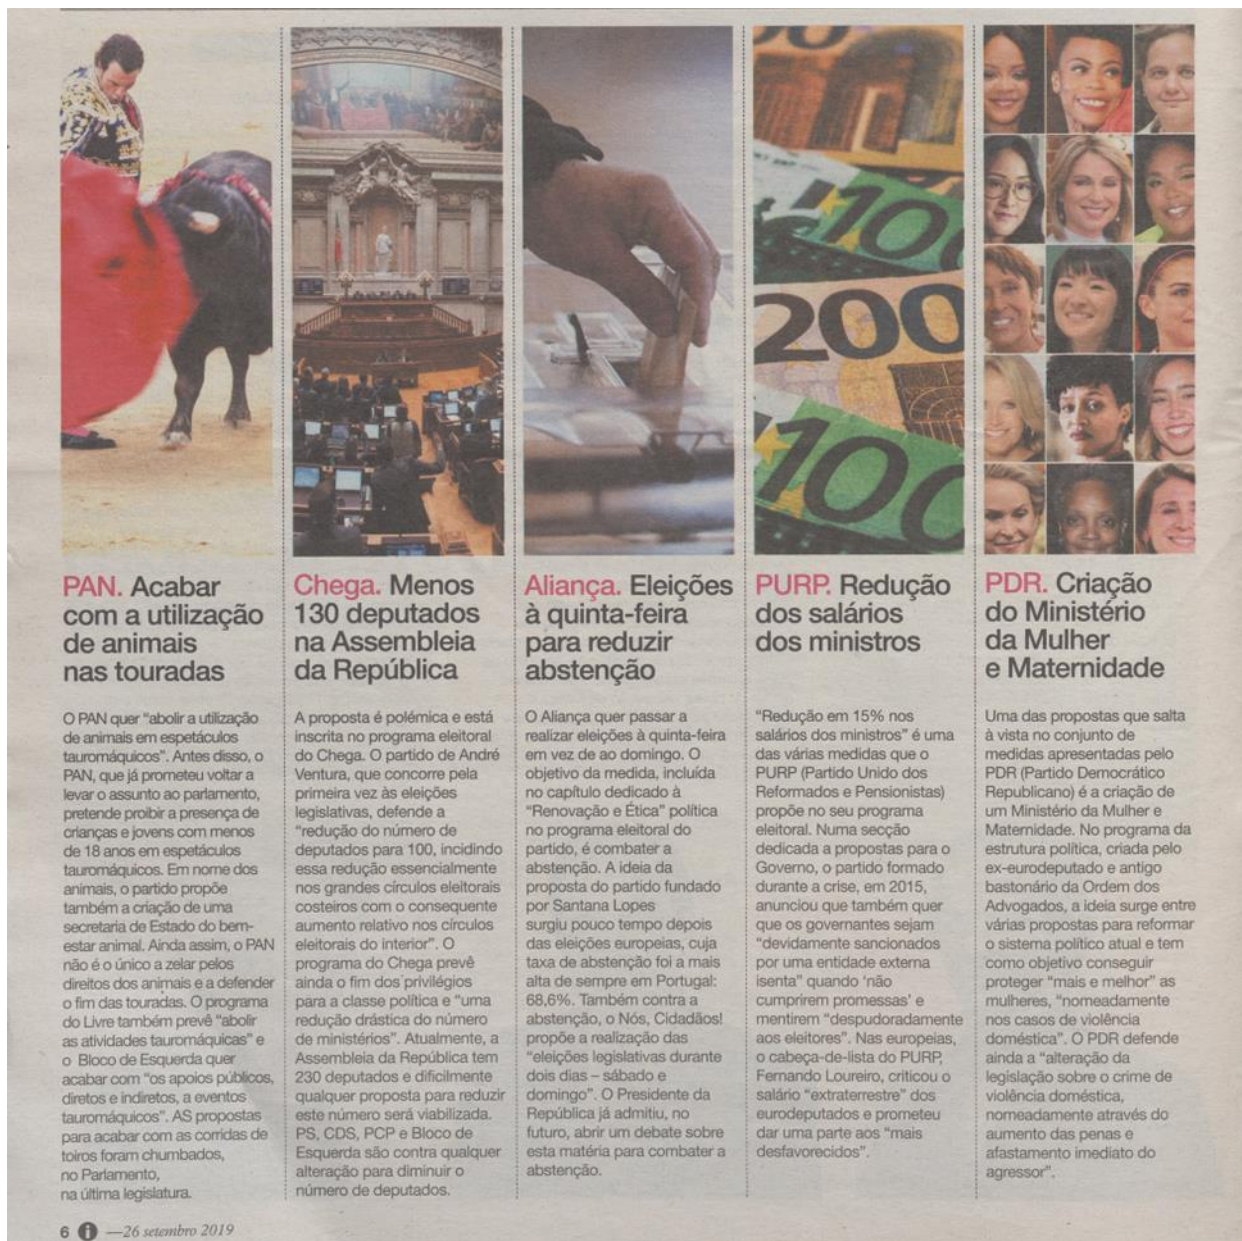 100
200
100
PAN. Acabar
com a utilização
de animais
nas touradas
O PAN quer “abolir a utilização
de animais em espetáculos
tauromáquicos”. Antes disso, o
PAN, que já prometeu voltar a
levar o assunto ao parlamento,
pretende proibir a presença de
crianças e jovens com menos
de 18 anos em espetáculos
tauromáquicos. Em nome dos
animais, o partido propõe
também a criação de uma
secretaria de Estado do bem-
estar animal. Ainda assim, o PAN
não é o único a zelar pelos
direitos dos animais e a defender
o fim das touradas. O programa
do Livre também prevê “abolir
as atividades tauromáquicas” e
o Bloco de Esquerda quer
acabar com “os apoios públicos,
diretos e indiretos, a eventos
tauromáquicos”. AS propostas
para acabar com as corridas de
toiros foram chumbados,
no Parlamento,
na última legislatura.
Chega. Menos
130 deputados
na Assembleia
da República
A proposta é polémica e está
inscrita no programa eleitoral
do Chega. O partido de André
Ventura, que concorre pela
primeira vez às eleições
legislativas, defende a
“redução do número de
deputados para 100, incidindo
essa redução essencialmente
nos grandes círculos eleitorais
costeiros com o consequente
aumento relativo nos círculos
eleitorais do interior”. O
programa do Chega prevê
ainda o fim dos privilégios
para a classe política e “uma
redução drástica do número
de ministérios”. Atualmente, a
Assembleia da República tem
230 deputados e dificilmente
qualquer proposta para reduzir
este número será viabilizada.
PS, CDS, PCP e Bloco de
Esquerda são contra qualquer
alteração para diminuir o
número de deputados.
Aliança. Eleições
à quinta-feira
para reduzir
abstenção
O Aliança quer passar a
realizar eleições à quinta-feira
em vez de ao domingo. O
objetivo da medida, incluída
no capítulo dedicado à
“Renovação e Ética” política
no programa eleitoral do
partido, é combater a
abstenção. A ideia da
proposta do partido fundado
por Santana Lopes
surgiu pouco tempo depois
das eleições europeias, cuja
taxa de abstenção foi a mais
alta de sempre em Portugal:
68,6%. Também contra a
abstenção, o Nós, Cidadãos!
propõe a realização das
“eleições legislativas durante
dois dias – sábado e
domingo”. O Presidente da
República já admitiu, no
futuro, abrir um debate sobre
esta matéria para combater a
abstenção.
PURP. Redução
dos salários
dos ministros
“Redução em 15% nos
salários dos ministros” é uma
das várias medidas que o
PURP (Partido Unido dos
Reformados e Pensionistas)
propõe no seu programa
eleitoral. Numa secção
dedicada a propostas para o
Governo, o partido formado
durante a crise, em 2015,
anunciou que também quer
que os governantes sejam
“devidamente sancionados
por uma entidade externa
isenta” quando ‘não
cumprirem promessas’ e
mentirem “despudoradamente
aos eleitores”. Nas europeias,
o cabeça-de-lista do PURP,
Fernando Loureiro, criticou o
salário “extraterrestre” dos
eurodeputados e prometeu
dar uma parte aos “mais
desfavorecidos”.
PDR. Criação
do Ministério
da Mulher
e Maternidade
Uma das propostas que salta
à vista no conjunto de
medidas apresentadas pelo
PDR (Partido Democrático
Republicano) é a criação de
um Ministério da Mulher e
Maternidade. No programa da
estrutura política, criada pelo
ex-eurodeputado e antigo
bastonário da Ordem dos
Advogados, a ideia surge entre
várias propostas para reformar
o sistema político atual e tem
como objetivo conseguir
proteger “mais e melhor” as
mulheres, “nomeadamente
nos casos de violência
doméstica”. O PDR defende
ainda a “alteração da
legislação sobre o crime de
violência doméstica,
nomeadamente através do
aumento das penas e
afastamento imediato do
agressor”.
6 i —26 setembro 2019